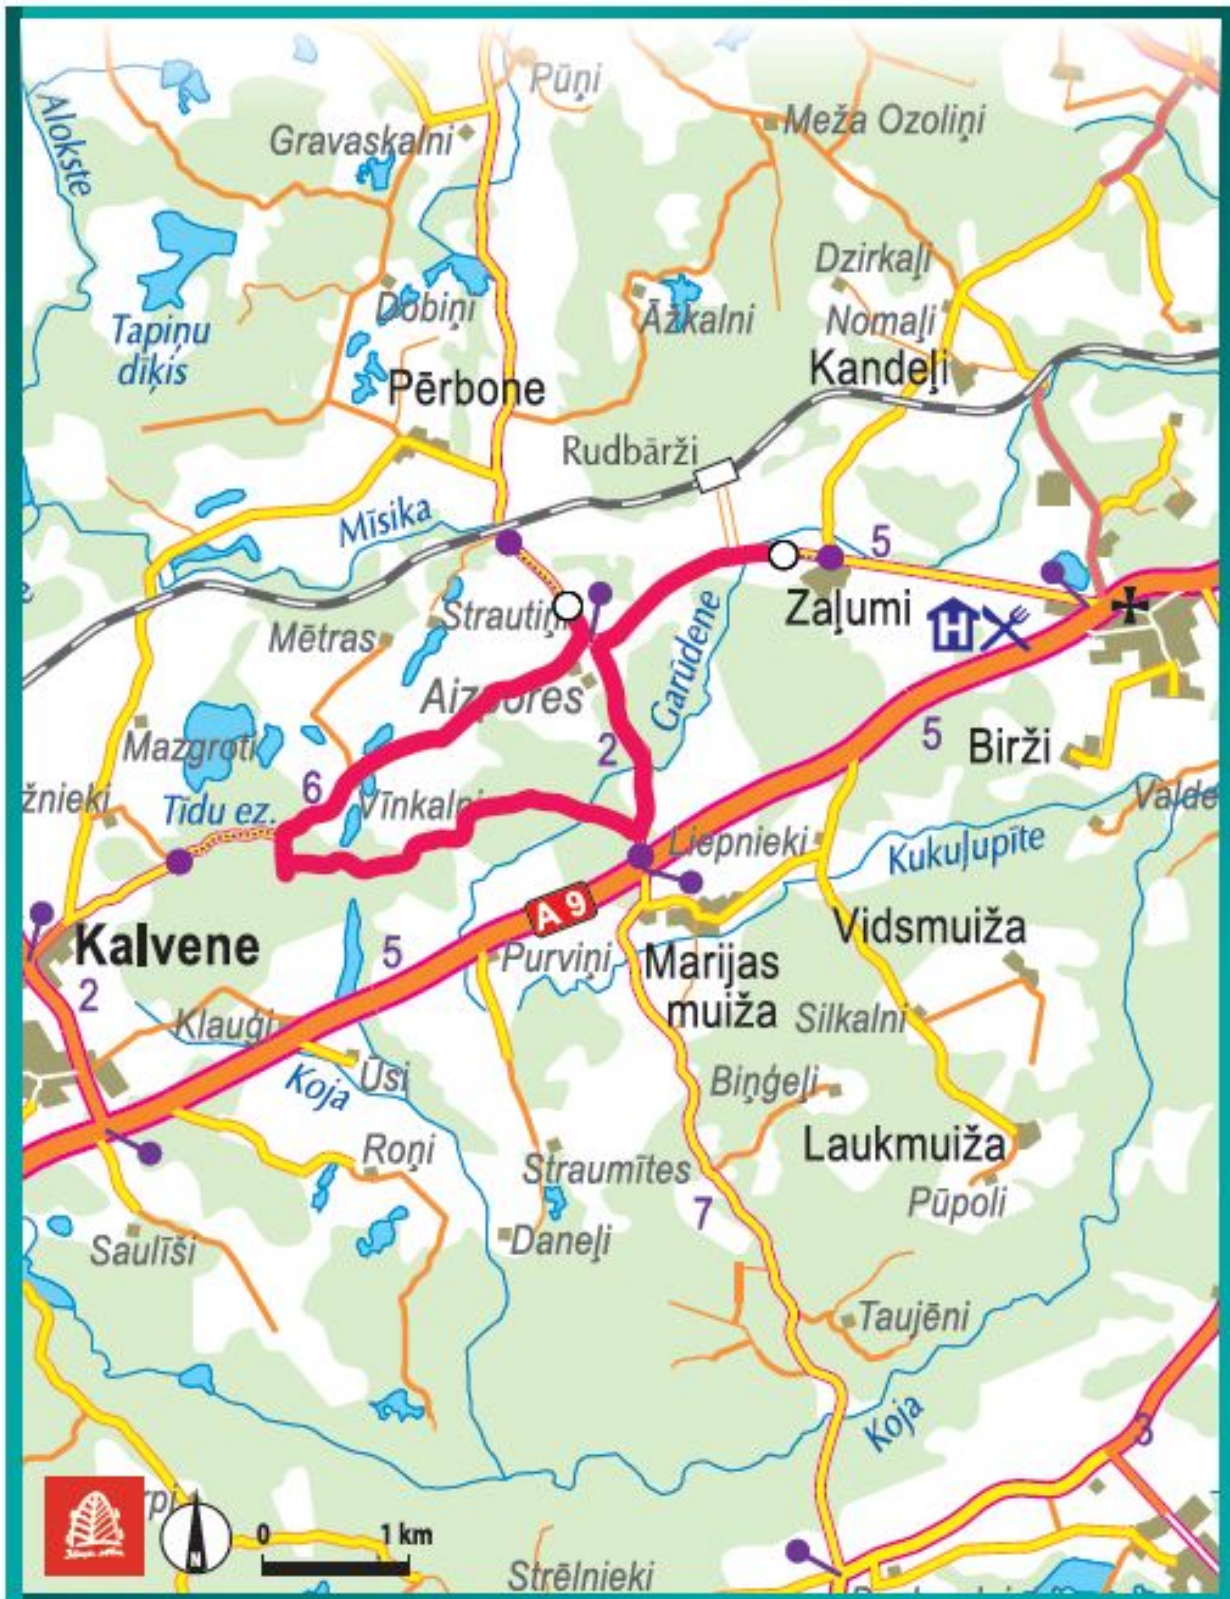 Pūņi
Alokste
Gravaskalni
Meža Ozoliņi
Dzirkaļi
Dobiņi
Āžkalni
Nomaļi
Tapiņu
dīķis
Kandeļi
Pērbone
Rudbārži
Mīsika
5
Strautiņi
Zaļumi
H
Mētras
Garūdene
Aizpores
2
5
Birži
Mazgroti
6
Vīnkalni
žnieki
Tīdu ez.
Valde
Liepnieki
Kukuļupīte
A 9
Kalvene
5
Vidsmuiža
Purviņi
Marijas
muiža
2
Silkalni
Klauģi
Ūsi
Koja
Biņģeļi
Roņi
Straumītes
Laukmuiža
Pūpoli
7
Saulīši
Daneļi
Taujēni
Koja
3
rpi
N
0 1 km
Strēlnieki